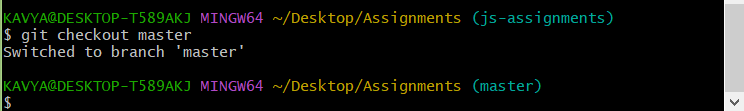 KAVYA@DESKTOP-T589AKJ MINGW64 ~/Desktop/Assignments (js-assignments)
$ git checkout master
Switched to branch 'master'
KAVYA@DESKTOP-T589AKJ MINGW64 ~/Desktop/Assignments (master)
$